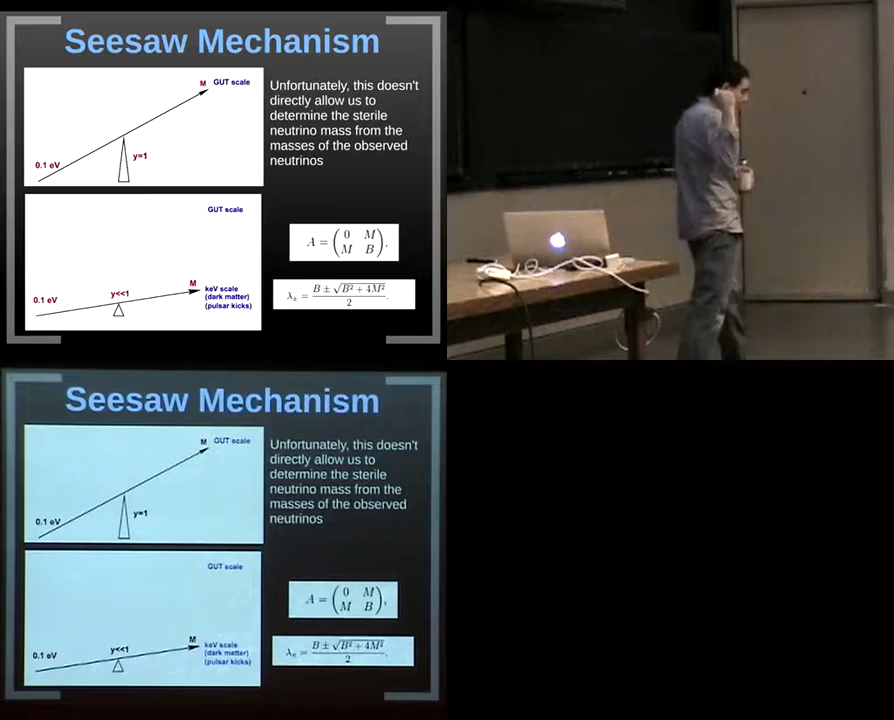 Seesaw Mechanism
M GUT scale
0.1 eV
y=1
Unfortunately, this doesn't
directly allow us to
determine the sterile
neutrino mass from the
masses of the observed
neutrinos
GUT scale
0.1 eV
y<<1
M
keV scale
(dark matter)
(pulsar kicks)
A = ( 0 M
M B ),
λ± = B ± √B² + 4M²
2 .
Seesaw Mechanism
M GUT scale
0.1 eV
y=1
Unfortunately, this doesn't
directly allow us to
determine the sterile
neutrino mass from the
masses of the observed
neutrinos
GUT scale
0.1 eV
y<<1
M
keV scale
(dark matter)
(pulsar kicks)
A = ( 0 M
M B ),
λ± = B ± √B² + 4M²
2 .